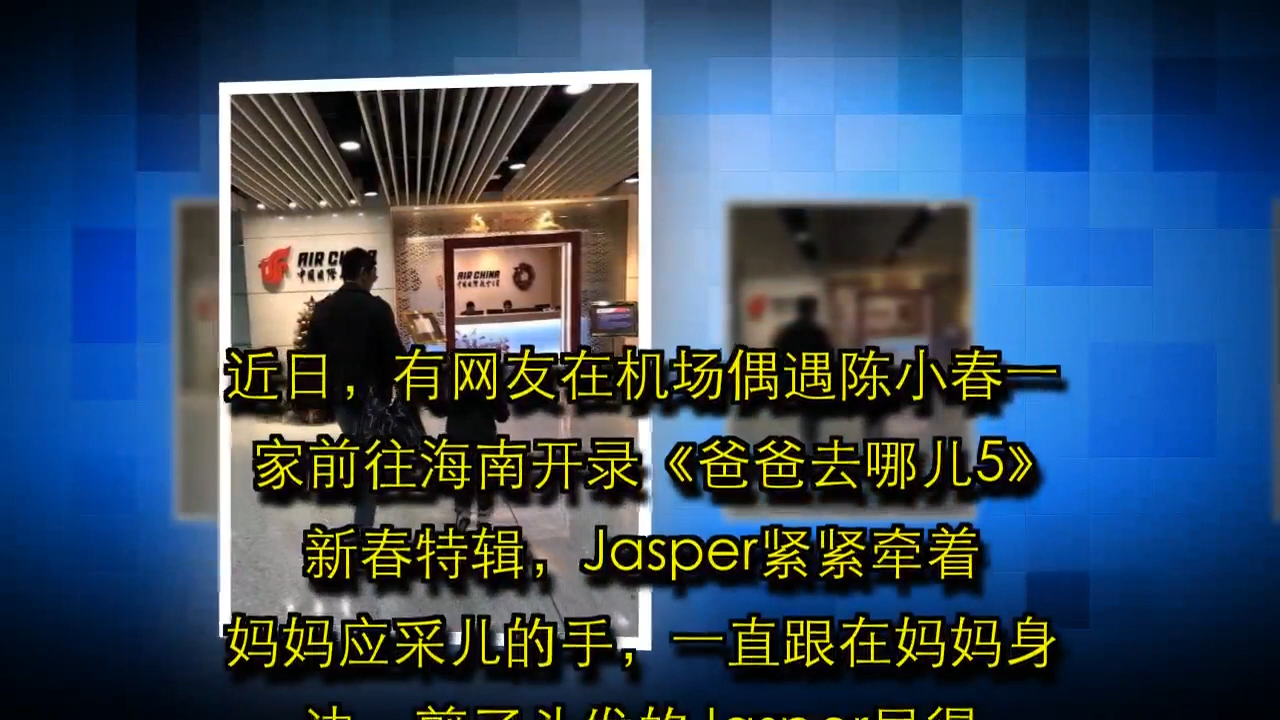 AIR CHINA
AIR CHINA
近日，有网友在机场偶遇陈小春一
家前往海南开录《爸爸去哪儿5》
新春特辑，Jasper紧紧牵着
妈妈应采儿的手，一直跟在妈妈身